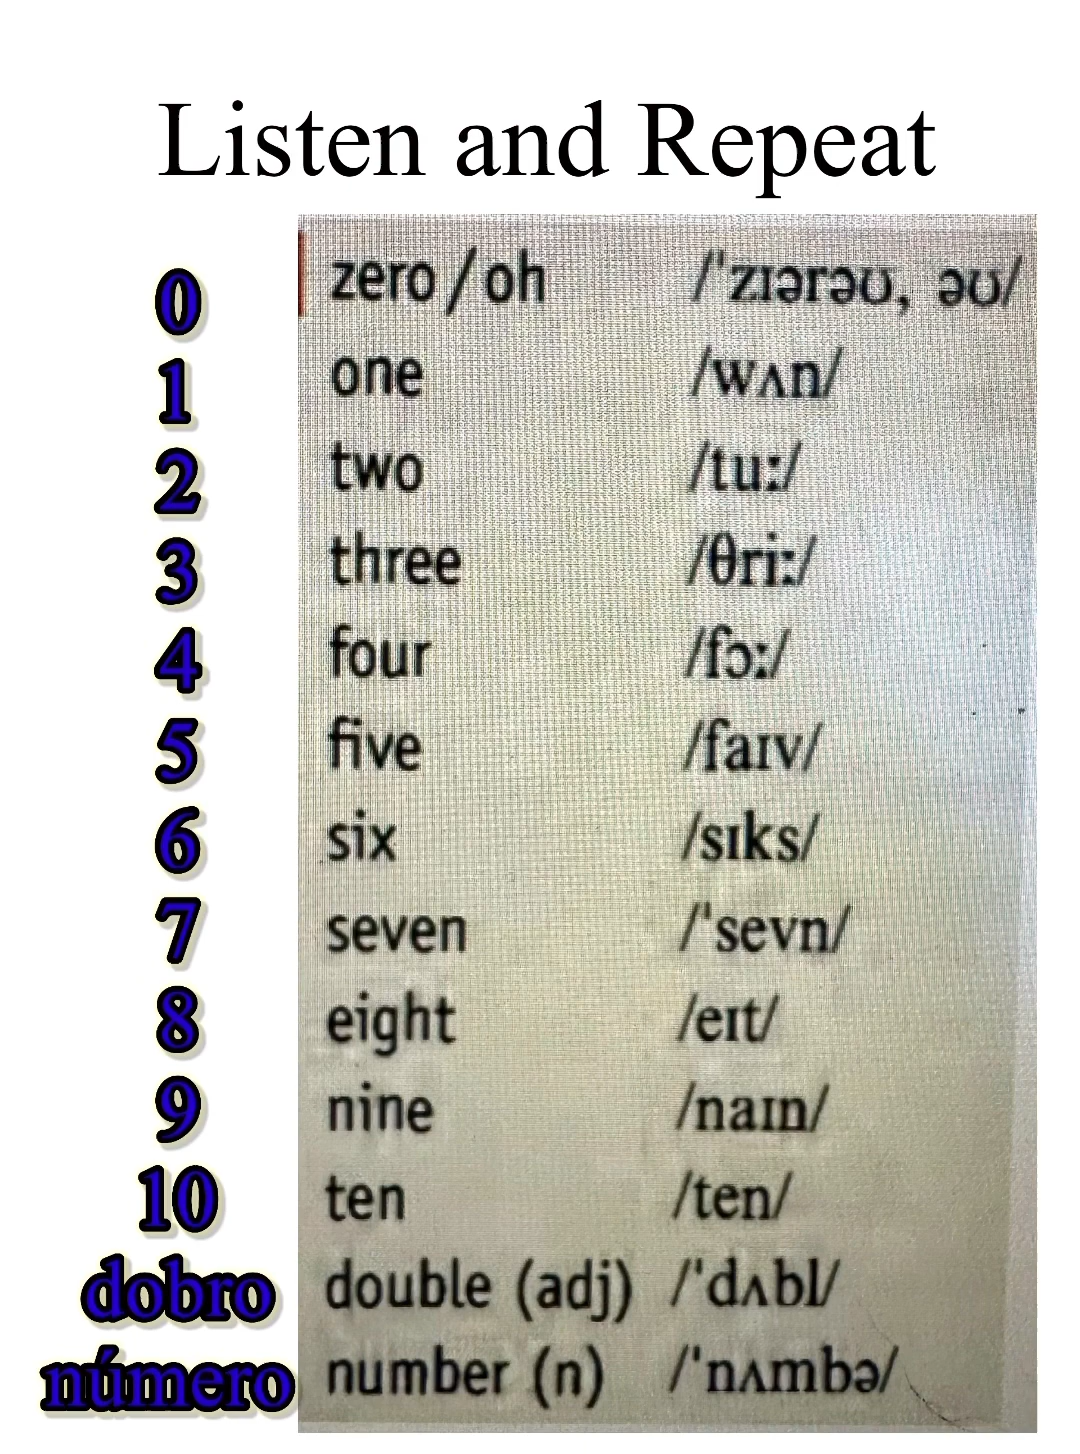 Listen and Repeat
0 zero / oh /ˈzɪərəʊ, əʊ/
1 one /wʌn/
2 two /tuː/
3 three /θriː/
4 four /fɔː/
5 five /faɪv/
6 six /sɪks/
7 seven /ˈsevn/
8 eight /eɪt/
9 nine /naɪn/
10 ten /ten/
dobro double (adj) /ˈdʌbl/
número number (n) /ˈnʌmbə/